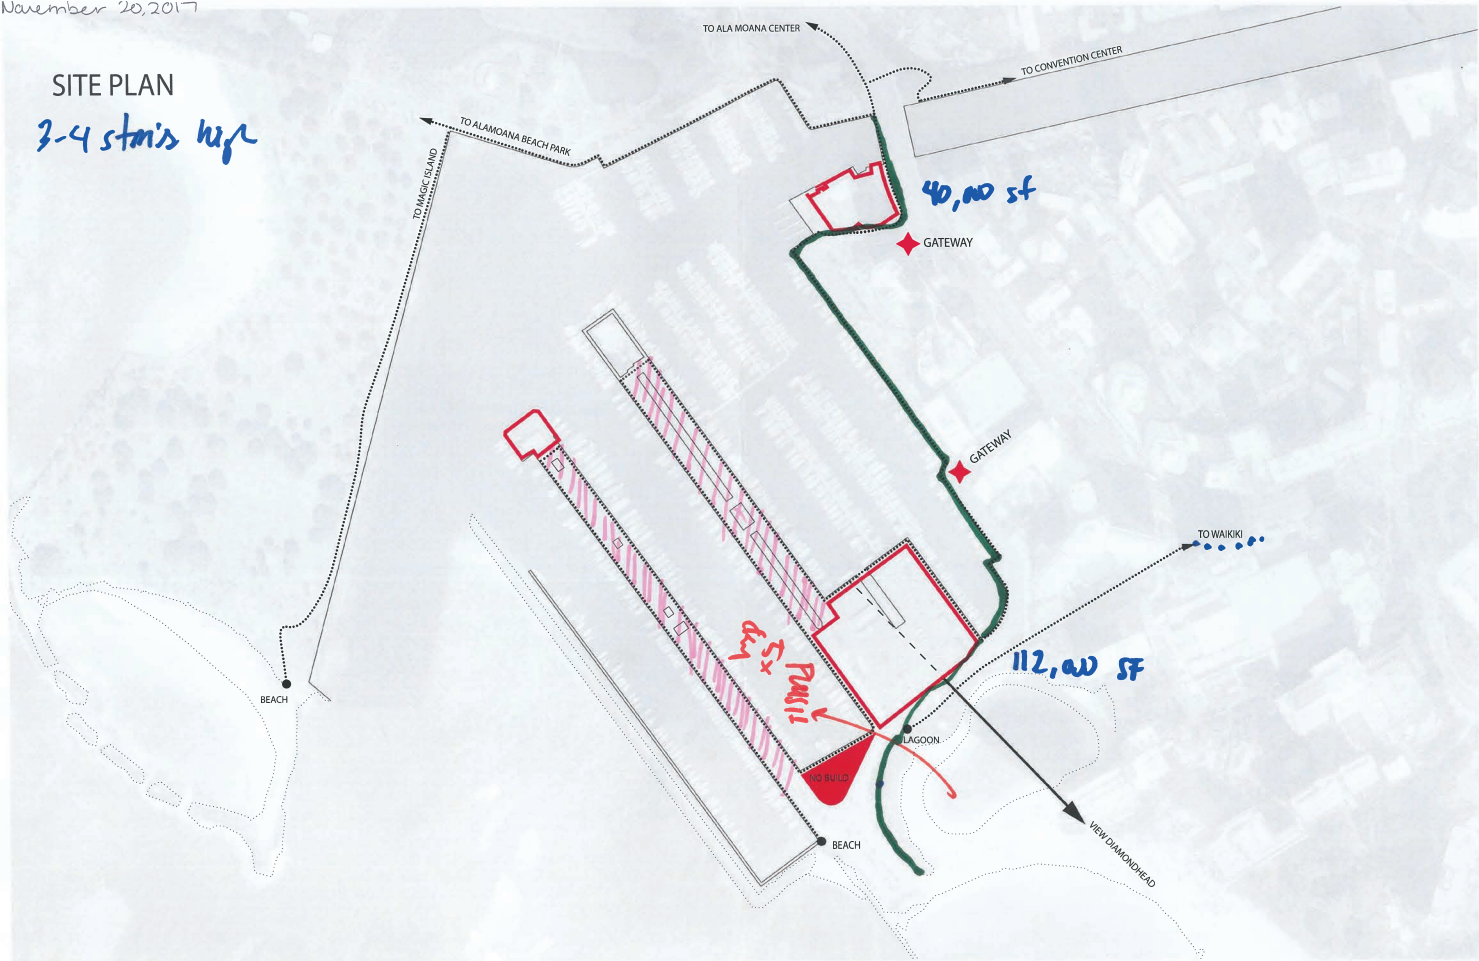 November 20, 2017
TO ALA MOANA CENTER
TO CONVENTION CENTER
SITE PLAN
3-4 stories high
TO ALAMOANA BEACH PARK
TO MAGIC ISLAND
40,000 sf
GATEWAY
GATEWAY
TO WAIKIKI
112,000 SF
BEACH
LAGOON
NO BUILD
BEACH
VIEW DIAMONDHEAD